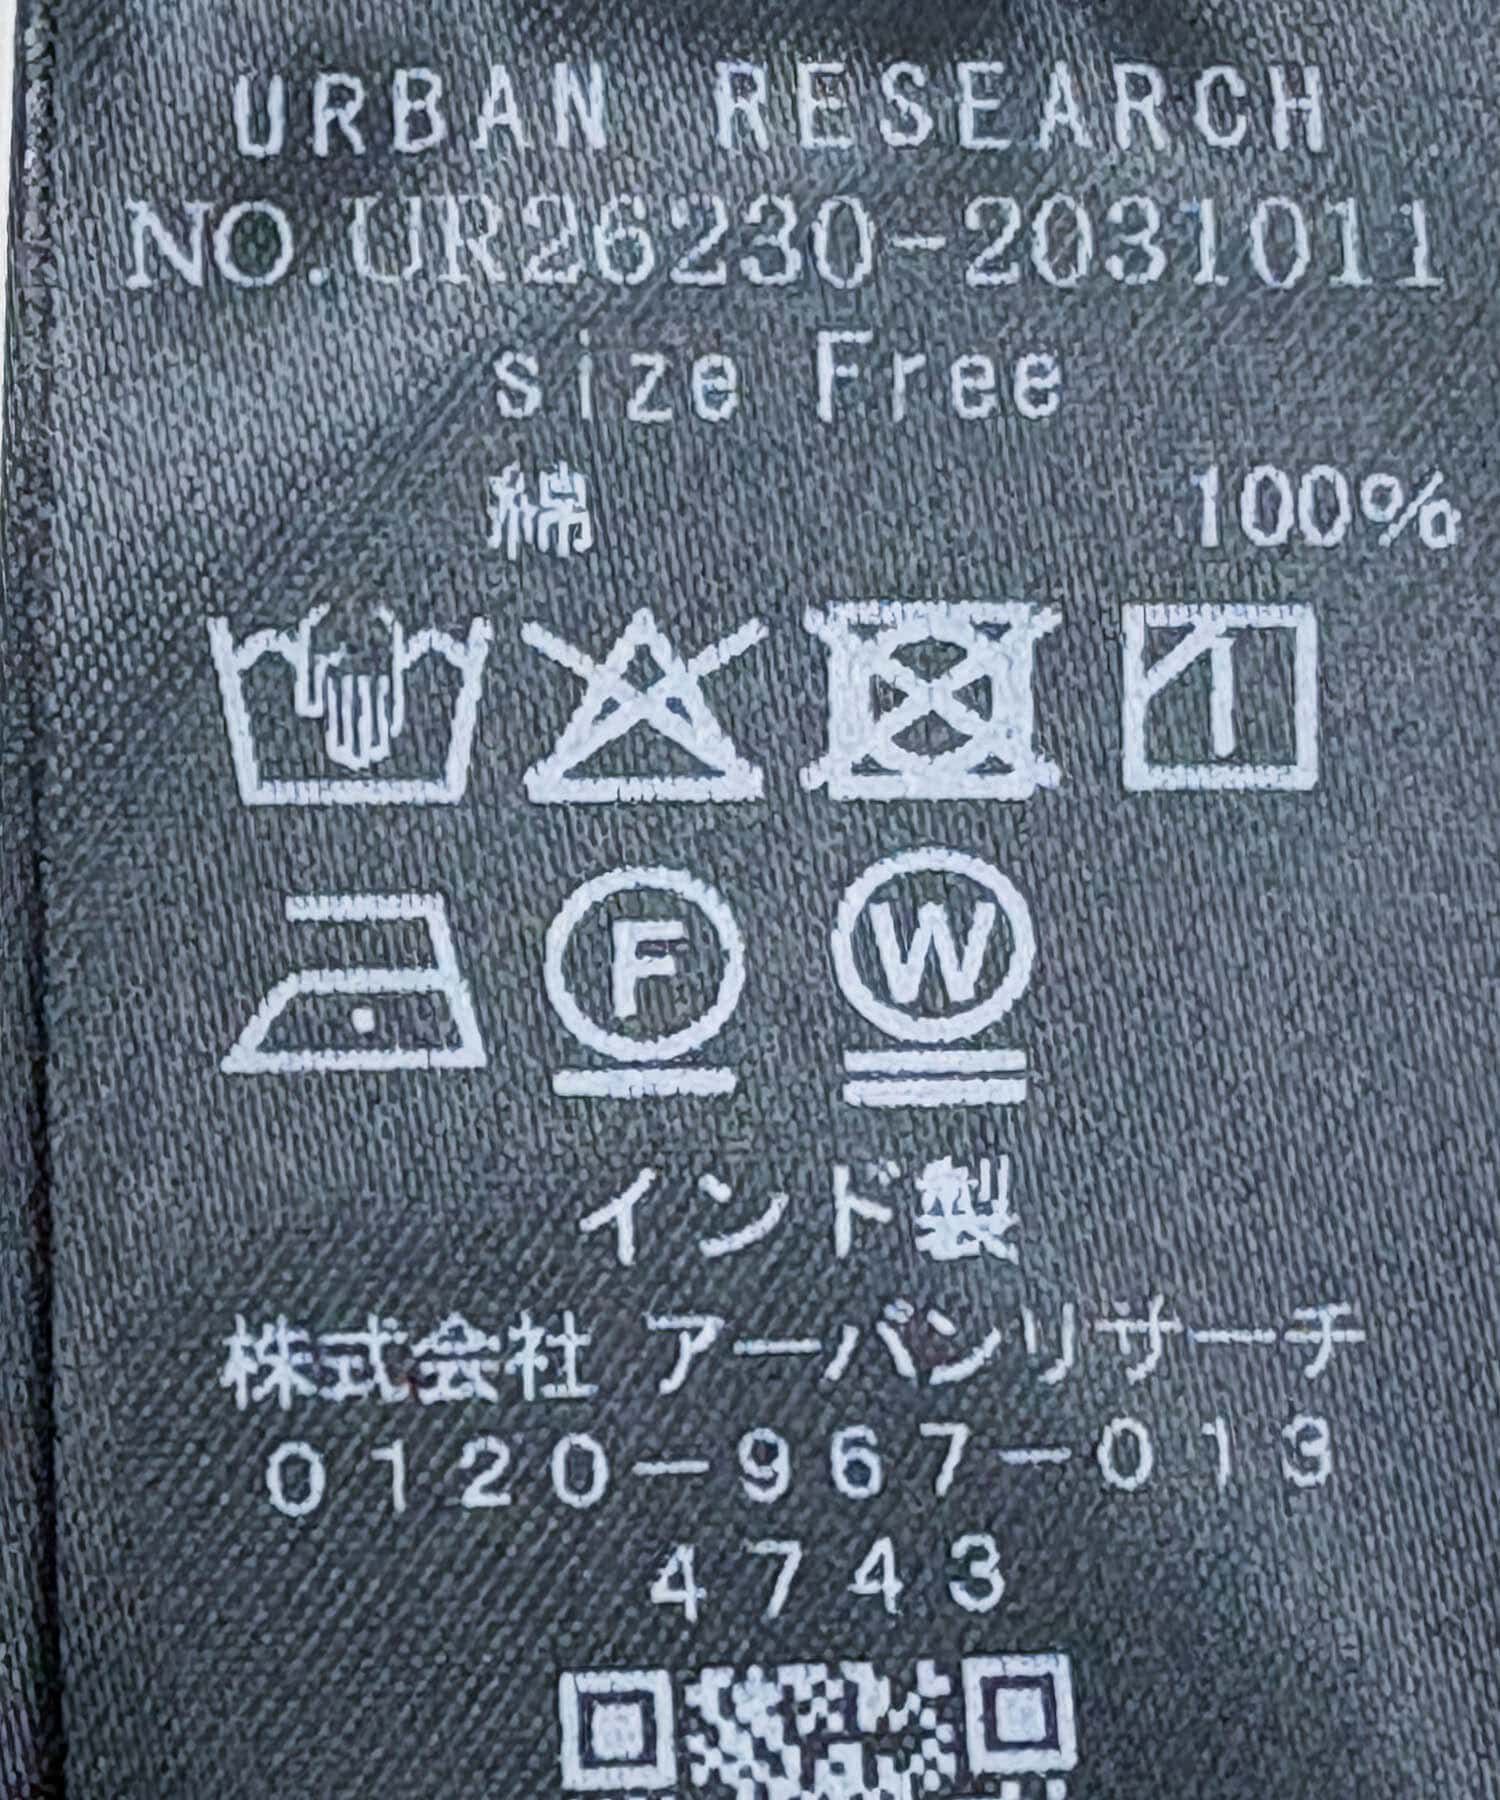 URBAN RESEARCH
NO.UR26230-2031011
size Free
綿 100%
F W
インド製
株式会社 アーバンリサーチ
0120-967-013
4743